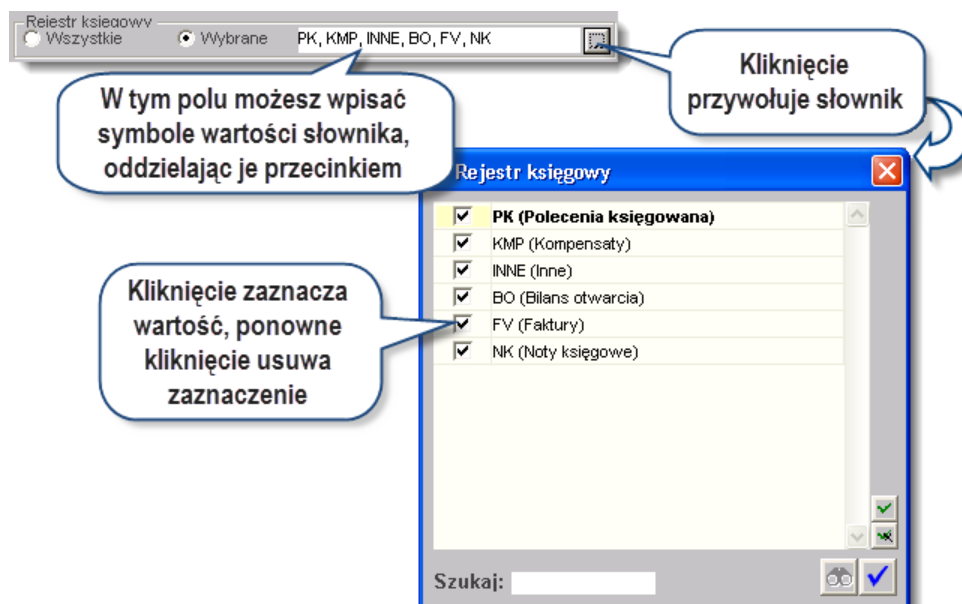 Rejestr księgowy
Wszystkie Wybrane PK, KMP, INNE, BO, FV, NK
Kliknięcie
przywołuje słownik
W tym polu możesz wpisać
symbole wartości słownika,
oddzielając je przecinkiem
Rejestr księgowy
PK (Polecenia księgowana)
KMP (Kompensaty)
INNE (Inne)
BO (Bilans otwarcia)
FV (Faktury)
NK (Noty księgowe)
Kliknięcie zaznacza
wartość, ponowne
kliknięcie usuwa
zaznaczenie
Szukaj: